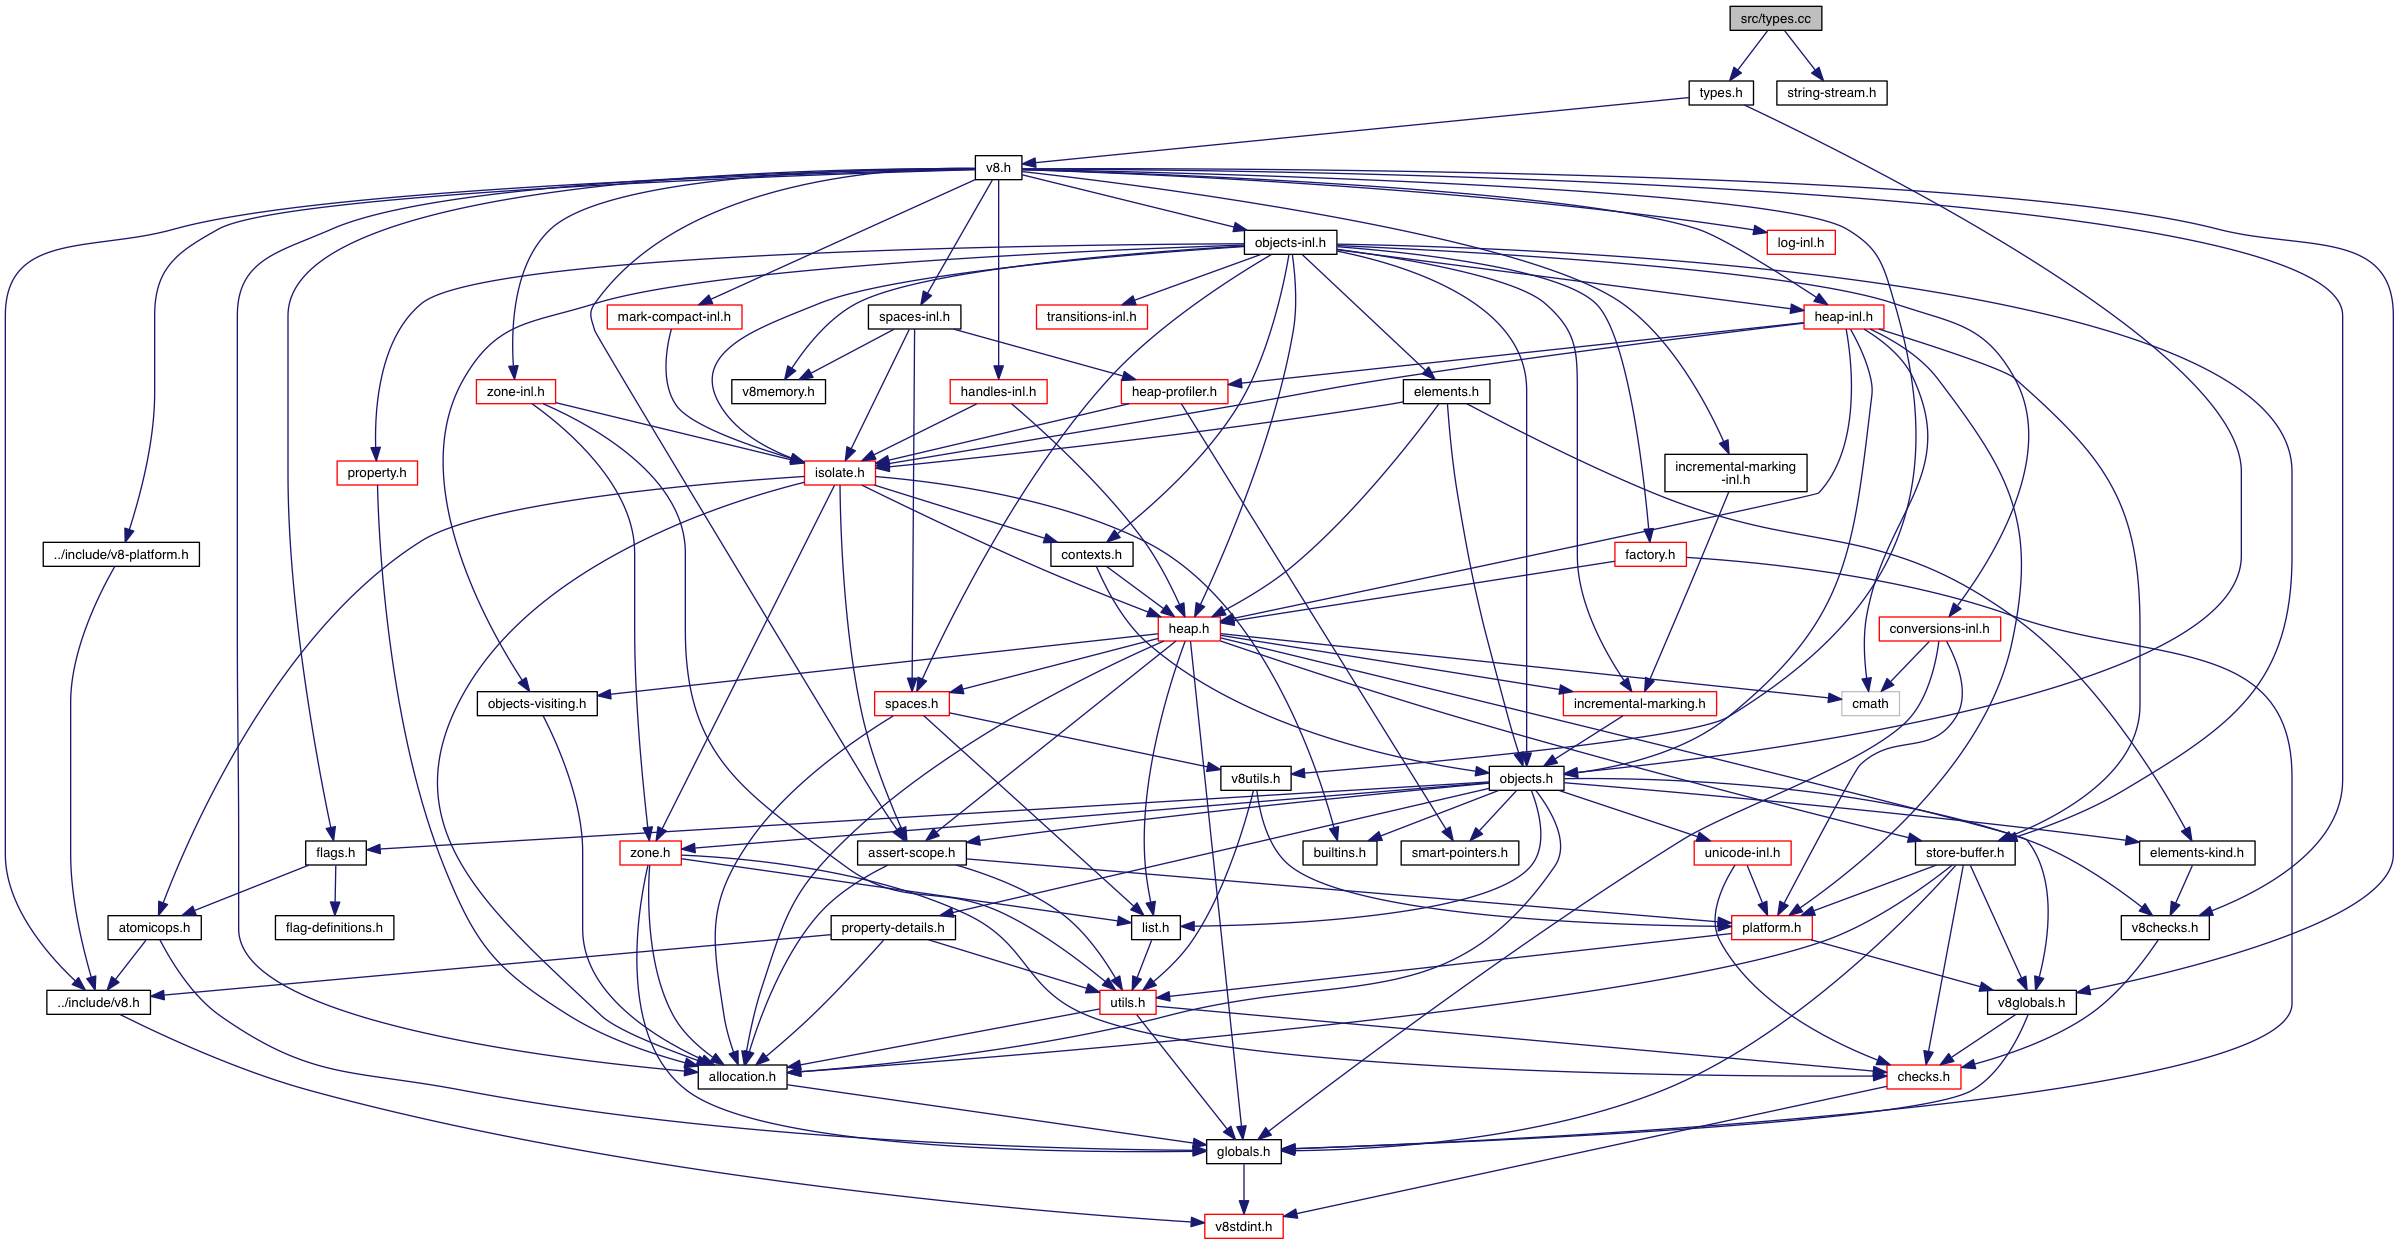 src/types.cc
types.h
string-stream.h
v8.h
objects-inl.h
log-inl.h
mark-compact-inl.h
spaces-inl.h
transitions-inl.h
heap-inl.h
zone-inl.h
v8memory.h
handles-inl.h
heap-profiler.h
elements.h
property.h
isolate.h
incremental-marking
-inl.h
../include/v8-platform.h
contexts.h
factory.h
heap.h
conversions-inl.h
objects-visiting.h
spaces.h
incremental-marking.h
cmath
v8utils.h
objects.h
flags.h
zone.h
assert-scope.h
builtins.h
smart-pointers.h
unicode-inl.h
store-buffer.h
elements-kind.h
atomicops.h
flag-definitions.h
property-details.h
list.h
platform.h
v8checks.h
../include/v8.h
utils.h
v8globals.h
allocation.h
checks.h
globals.h
v8stdint.h